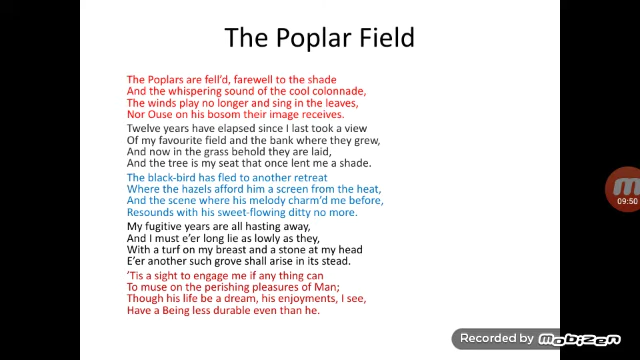 The Poplar Field
The Poplars are fell'd, farewell to the shade
And the whispering sound of the cool colonnade,
The winds play no longer and sing in the leaves,
Nor Ouse on his bosom their image receives.
Twelve years have elapsed since I last took a view
Of my favourite field and the bank where they grew,
And now in the grass behold they are laid,
And the tree is my seat that once lent me a shade.
The black-bird has fled to another retreat
Where the hazels afford him a screen from the heat,
And the scene where his melody charm'd me before,
Resounds with his sweet-flowing ditty no more.
My fugitive years are all hasting away,
And I must e'er long lie as lowly as they,
With a turf on my breast and a stone at my head
E'er another such grove shall arise in its stead.
'Tis a sight to engage me if any thing can
To muse on the perishing pleasures of Man;
Though his life be a dream, his enjoyments, I see,
Have a Being less durable even than he.
M
09:50
Recorded by
mobizen